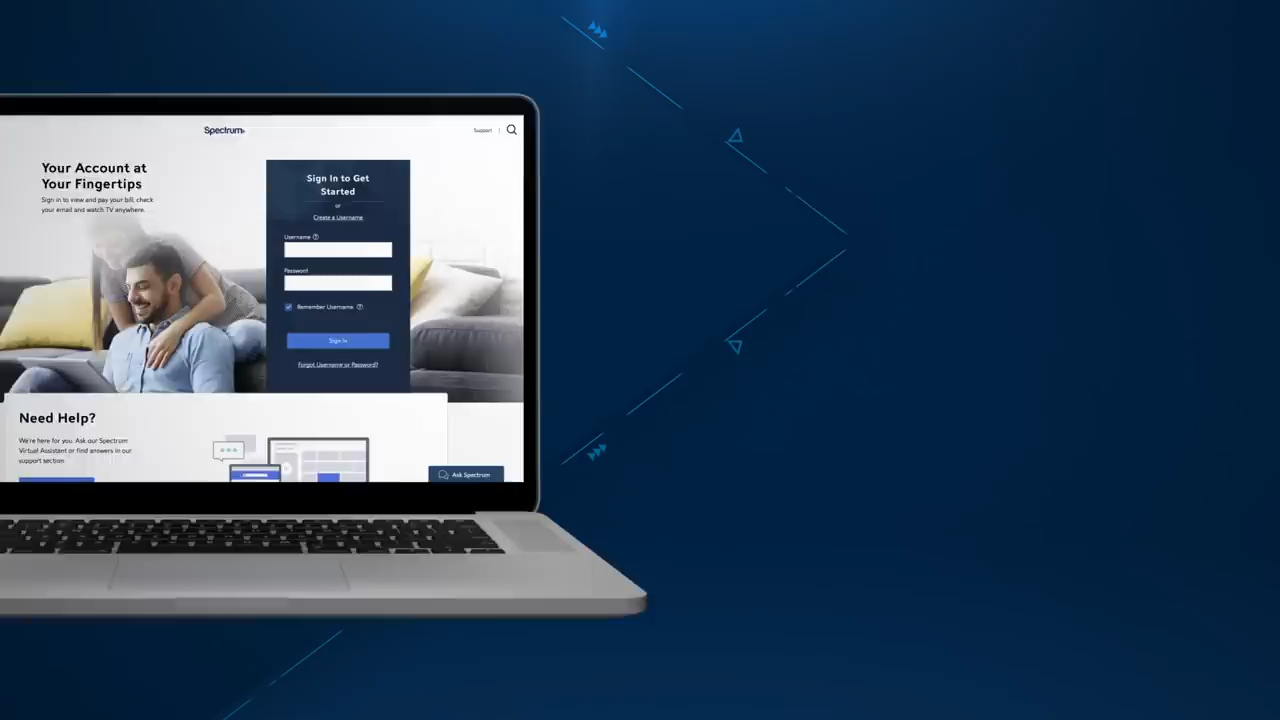 Spectrum
Support
Your Account at
Your Fingertips
Sign in to view and pay your bill, check
your email and watch TV anywhere.
Sign In to Get
Started
or
Create a Username
Username
Password
Remember Username
Sign In
Forgot Username or Password?
Need Help?
We're here for you. Ask our Spectrum
Virtual Assistant or find answers in our
support section.
Ask Spectrum